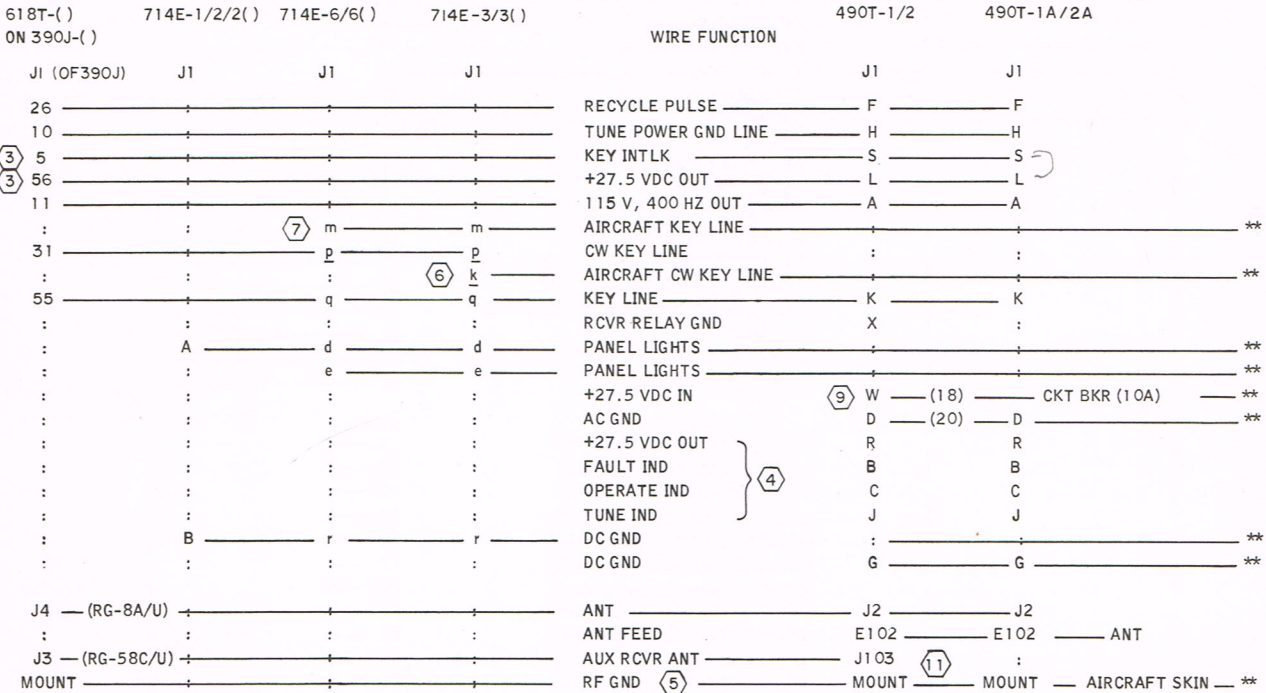 618T-( ) 714E-1/2/2( ) 714E-6/6( ) 714E-3/3( ) 490T-1/2 490T-1A/2A
ON 390J-( ) WIRE FUNCTION
J1 (OF390J) J1 J1 J1 J1 J1
26 RECYCLE PULSE F F
10 TUNE POWER GND LINE H H
3 5 KEY INTLK S S
3 56 +27.5 VDC OUT L L
11 115 V, 400 HZ OUT A A
: : 7 m m AIRCRAFT KEY LINE **
31 p p CW KEY LINE : :
: : : 6 k AIRCRAFT CW KEY LINE **
55 q q KEY LINE K K
: : : : RCVR RELAY GND X :
: A d d PANEL LIGHTS **
: : e e PANEL LIGHTS **
: : : : +27.5 VDC IN 9 W (18) CKT BKR (10A) **
: : : : AC GND D (20) D **
: : : : +27.5 VDC OUT R R
: : : : FAULT IND 4 B B
: : : : OPERATE IND C C
: : : : TUNE IND J J
: B r r DC GND : **
: : : : DC GND G G **
J4 (RG-8A/U) ANT J2 J2
: : : : ANT FEED E102 E102 ANT
J3 (RG-58C/U) AUX RCVR ANT J103 11 :
MOUNT RF GND 5 MOUNT MOUNT AIRCRAFT SKIN **